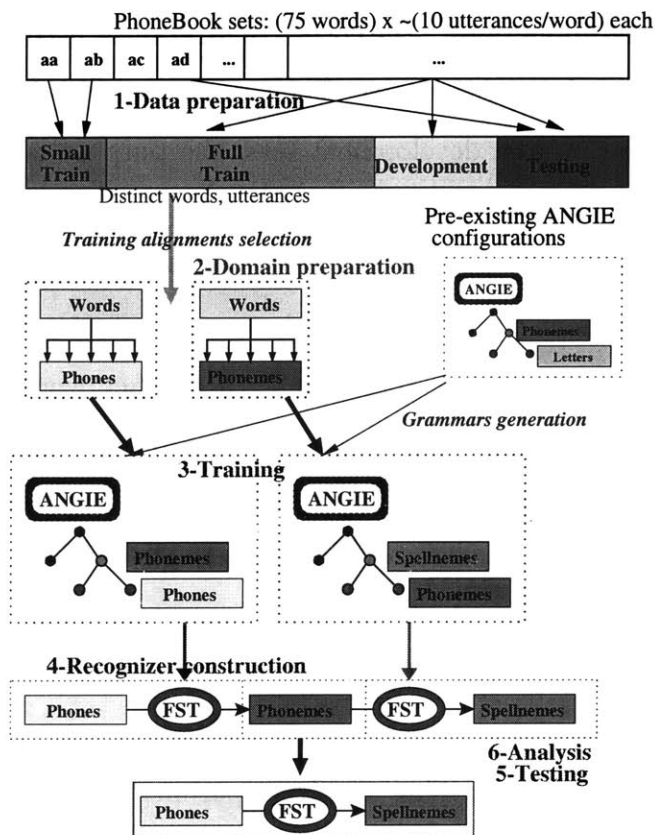 PhoneBook sets: (75 words) x ~(10 utterances/word) each
aa ab ac ad ... ...
1-Data preparation
Small Train Full Train Development Testing
Distinct words, utterances
Pre-existing ANGIE configurations
Training alignments selection
2-Domain preparation
ANGIE
Words Words
Phonemes
Letters
Phones Phonemes
Grammars generation
3-Training
ANGIE ANGIE
Phonemes Spellnemes
Phones Phonemes
4-Recognizer construction
Phones FST Phonemes FST Spellnemes
6-Analysis
5-Testing
Phones FST Spellnemes